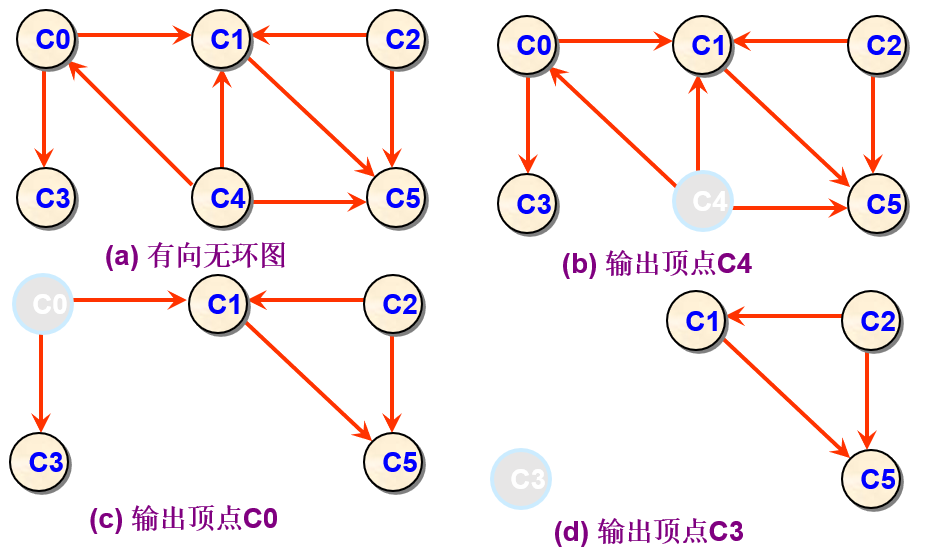 C0 C1 C2
C3 C4 C5
(a) 有向无环图
C0 C1 C2
C3 C4 C5
(b) 输出顶点C4
C0 C1 C2
C3 C5
(c) 输出顶点C0
C1 C2
C3 C5
(d) 输出顶点C3